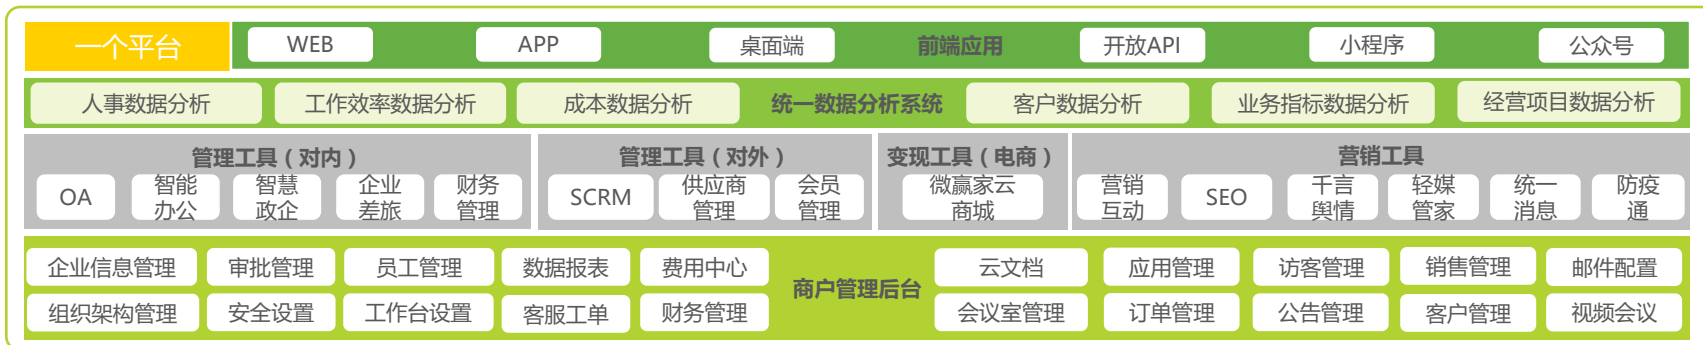 一个平台
WEB
APP
桌面端
前端应用
开放API
小程序
公众号
人事数据分析
工作效率数据分析
成本数据分析
统一数据分析系统
客户数据分析
业务指标数据分析
经营项目数据分析
管理工具（对内）
OA
智能
办公
智慧
政企
企业
差旅
财务
管理
管理工具（对外）
SCRM
供应商
管理
会员
管理
变现工具（电商）
微赢家云
商城
营销工具
营销
互动
SEO
千言
舆情
轻媒
管家
统一
消息
防疫
通
企业信息管理
审批管理
员工管理
数据报表
费用中心
组织架构管理
安全设置
工作台设置
客服工单
财务管理
商户管理后台
云文档
应用管理
访客管理
销售管理
邮件配置
会议室管理
订单管理
公告管理
客户管理
视频会议